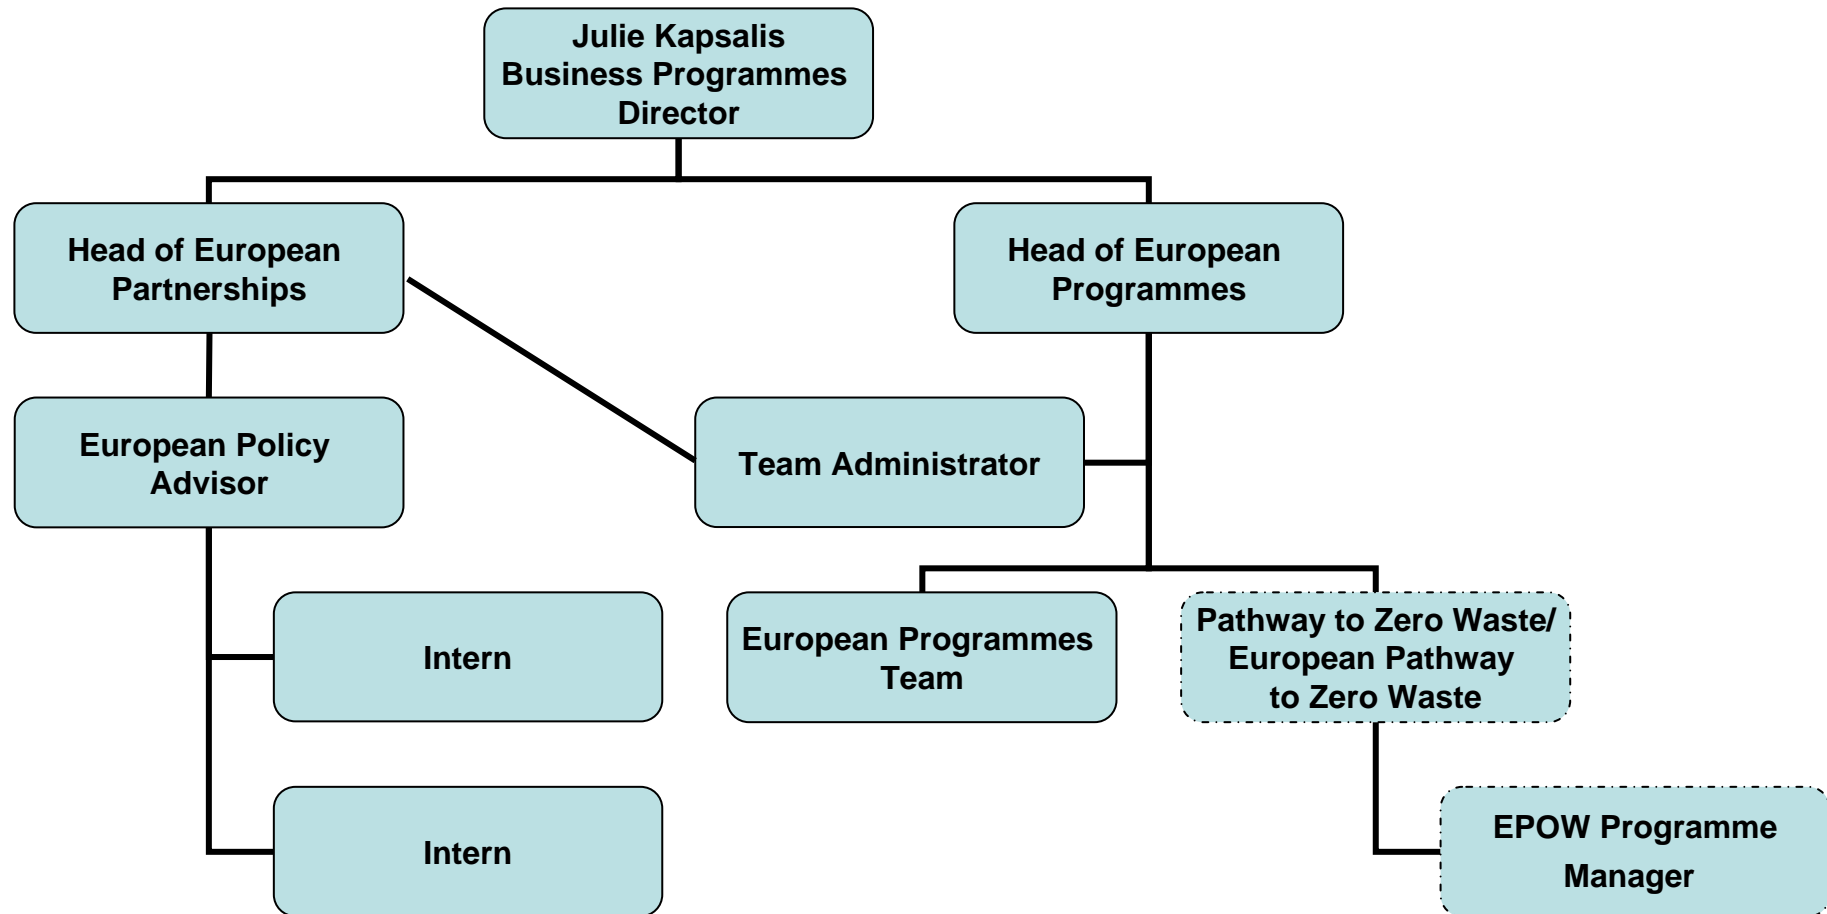 Julie Kapsalis
Business Programmes
Director
Head of European
Partnerships
Head of European
Programmes
European Policy
Advisor
Team Administrator
Intern
European Programmes
Team
Pathway to Zero Waste/
European Pathway
to Zero Waste
Intern
EPOW Programme
Manager